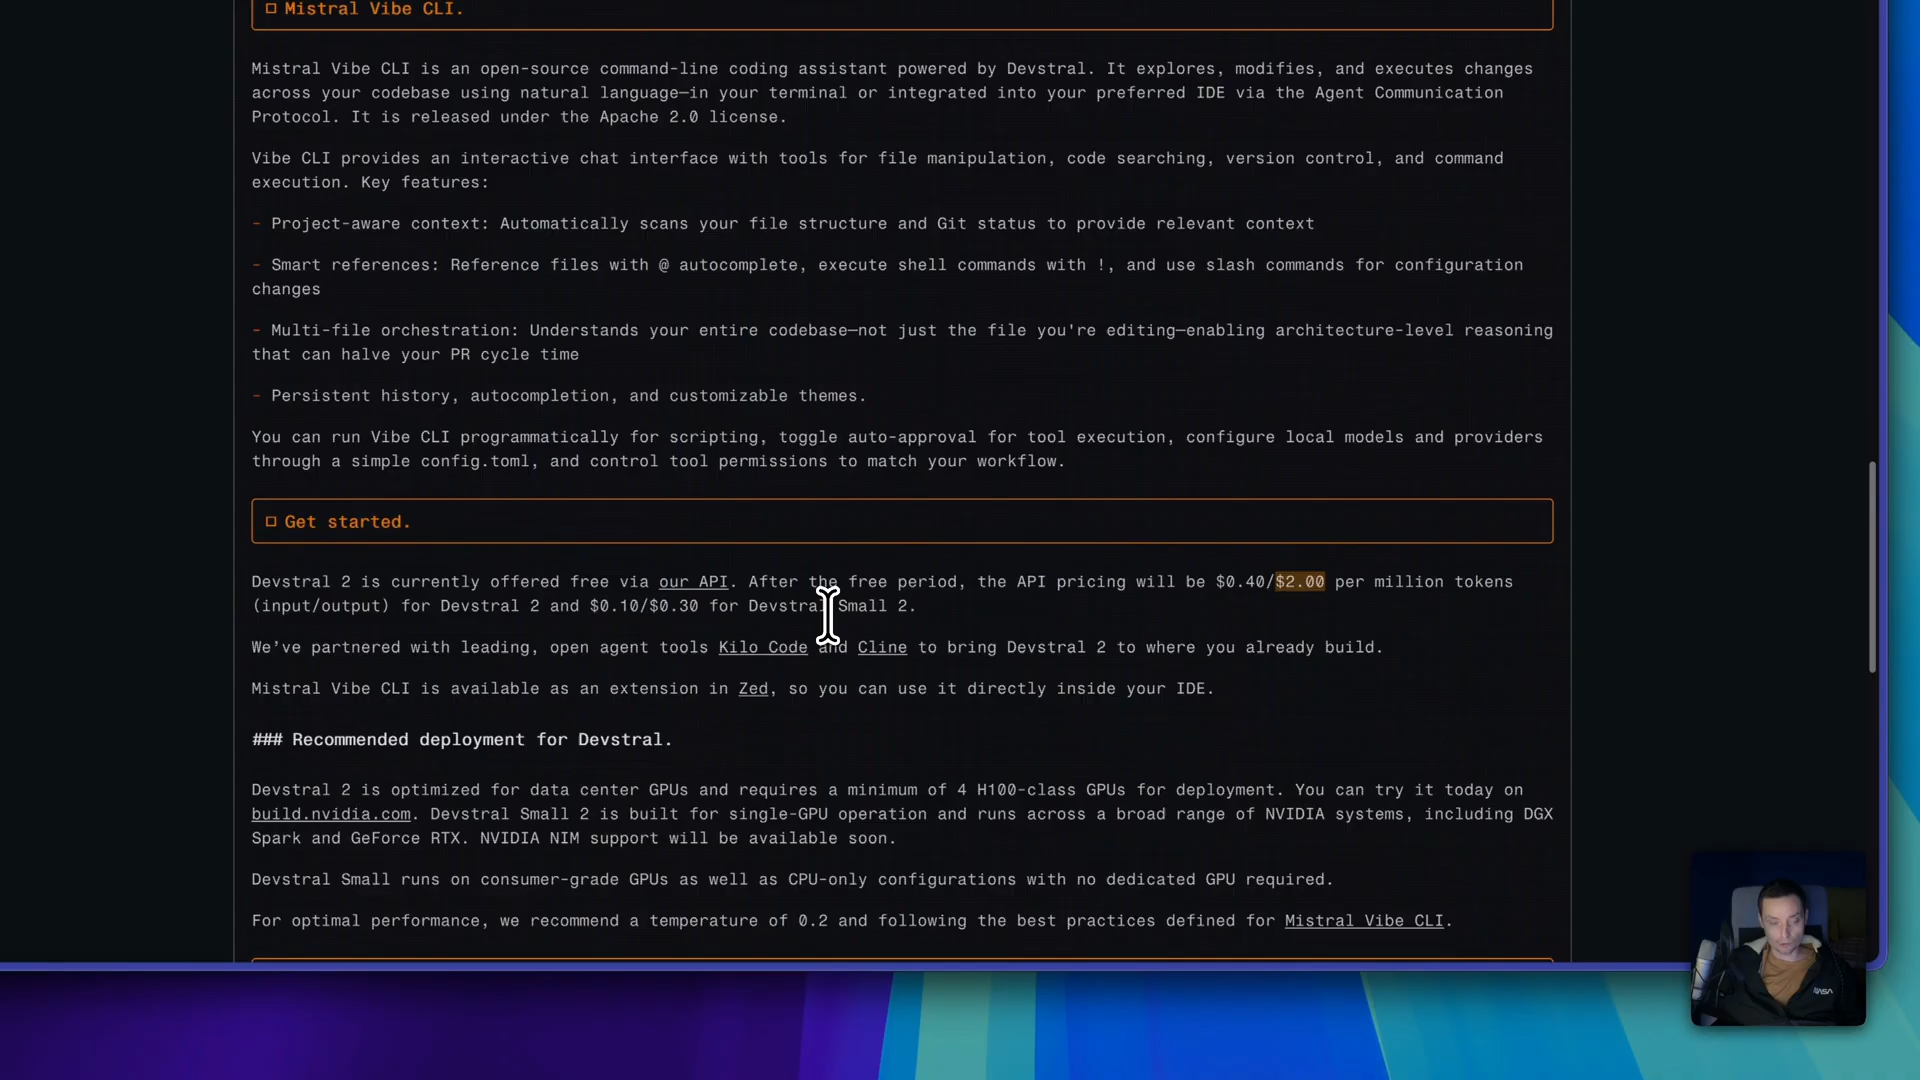 Mistral Vibe CLI.
Mistral Vibe CLI is an open-source command-line coding assistant powered by Devstral. It explores, modifies, and executes changes
across your codebase using natural language—in your terminal or integrated into your preferred IDE via the Agent Communication
Protocol. It is released under the Apache 2.0 license.
Vibe CLI provides an interactive chat interface with tools for file manipulation, code searching, version control, and command
execution. Key features:
- Project-aware context: Automatically scans your file structure and Git status to provide relevant context
- Smart references: Reference files with @ autocomplete, execute shell commands with !, and use slash commands for configuration
changes
- Multi-file orchestration: Understands your entire codebase—not just the file you're editing—enabling architecture-level reasoning
that can halve your PR cycle time
- Persistent history, autocompletion, and customizable themes.
You can run Vibe CLI programmatically for scripting, toggle auto-approval for tool execution, configure local models and providers
through a simple config.toml, and control tool permissions to match your workflow.
Get started.
Devstral 2 is currently offered free via our API. After the free period, the API pricing will be $0.40/$2.00 per million tokens
(input/output) for Devstral 2 and $0.10/$0.30 for Devstral Small 2.
We’ve partnered with leading, open agent tools Kilo Code and Cline to bring Devstral 2 to where you already build.
Mistral Vibe CLI is available as an extension in Zed, so you can use it directly inside your IDE.
### Recommended deployment for Devstral.
Devstral 2 is optimized for data center GPUs and requires a minimum of 4 H100-class GPUs for deployment. You can try it today on
build.nvidia.com. Devstral Small 2 is built for single-GPU operation and runs across a broad range of NVIDIA systems, including DGX
Spark and GeForce RTX. NVIDIA NIM support will be available soon.
Devstral Small runs on consumer-grade GPUs as well as CPU-only configurations with no dedicated GPU required.
For optimal performance, we recommend a temperature of 0.2 and following the best practices defined for Mistral Vibe CLI.
NASA